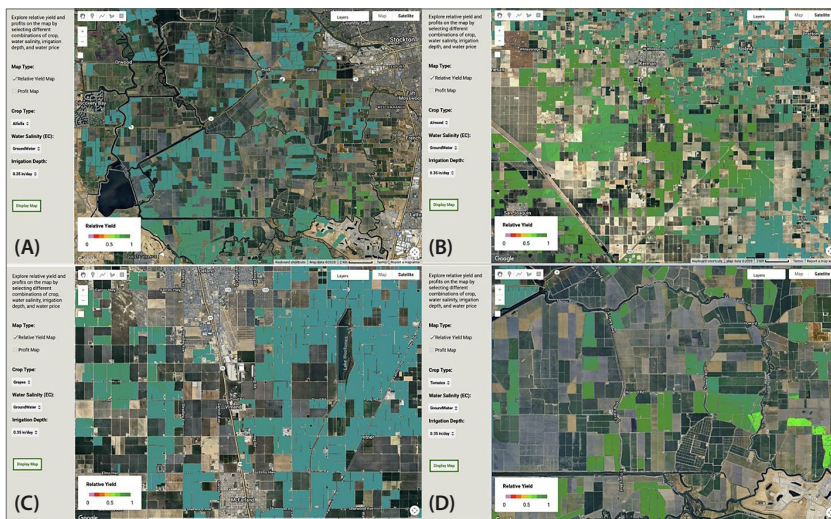 Explore relative yield and
profits on the map by
selecting different
combinations of crop,
water salinity, irrigation
depth, and water price
Map Type:
✓Relative Yield Map
Profit Map
Crop Type:
Alfalfa
Water Salinity (EC):
GroundWater
Irrigation Depth:
0.35 in/day
Display Map
(A)
Relative Yield
0 0.5 1
Layers
Map Satellite
Stockton
Orwood
Holt
Gillis
Explore relative yield and
profits on the map by
selecting different
combinations of crop,
water salinity, irrigation
depth, and water price
Map Type:
✓Relative Yield Map
Profit Map
Crop Type:
Almond
Water Salinity (EC):
GroundWater
Irrigation Depth:
0.35 in/day
Display Map
(B)
Relative Yield
0 0.5 1
Layers
Map Satellite
San Joaquin
Google
Explore relative yield and
profits on the map by
selecting different
combinations of crop,
water salinity, irrigation
depth, and water price
Map Type:
✓Relative Yield Map
Profit Map
Crop Type:
Grapes
Water Salinity (EC):
GroundWater
Irrigation Depth:
0.35 in/day
Display Map
(C)
Relative Yield
0 0.5 1
Layers
Map Satellite
McFarland
Google
Explore relative yield and
profits on the map by
selecting different
combinations of crop,
water salinity, irrigation
depth, and water price
Map Type:
✓Relative Yield Map
Profit Map
Crop Type:
Tomatoe
Water Salinity (EC):
GroundWater
Irrigation Depth:
0.35 in/day
Display Map
(D)
Relative Yield
0 0.5 1
Layers
Map Satellite